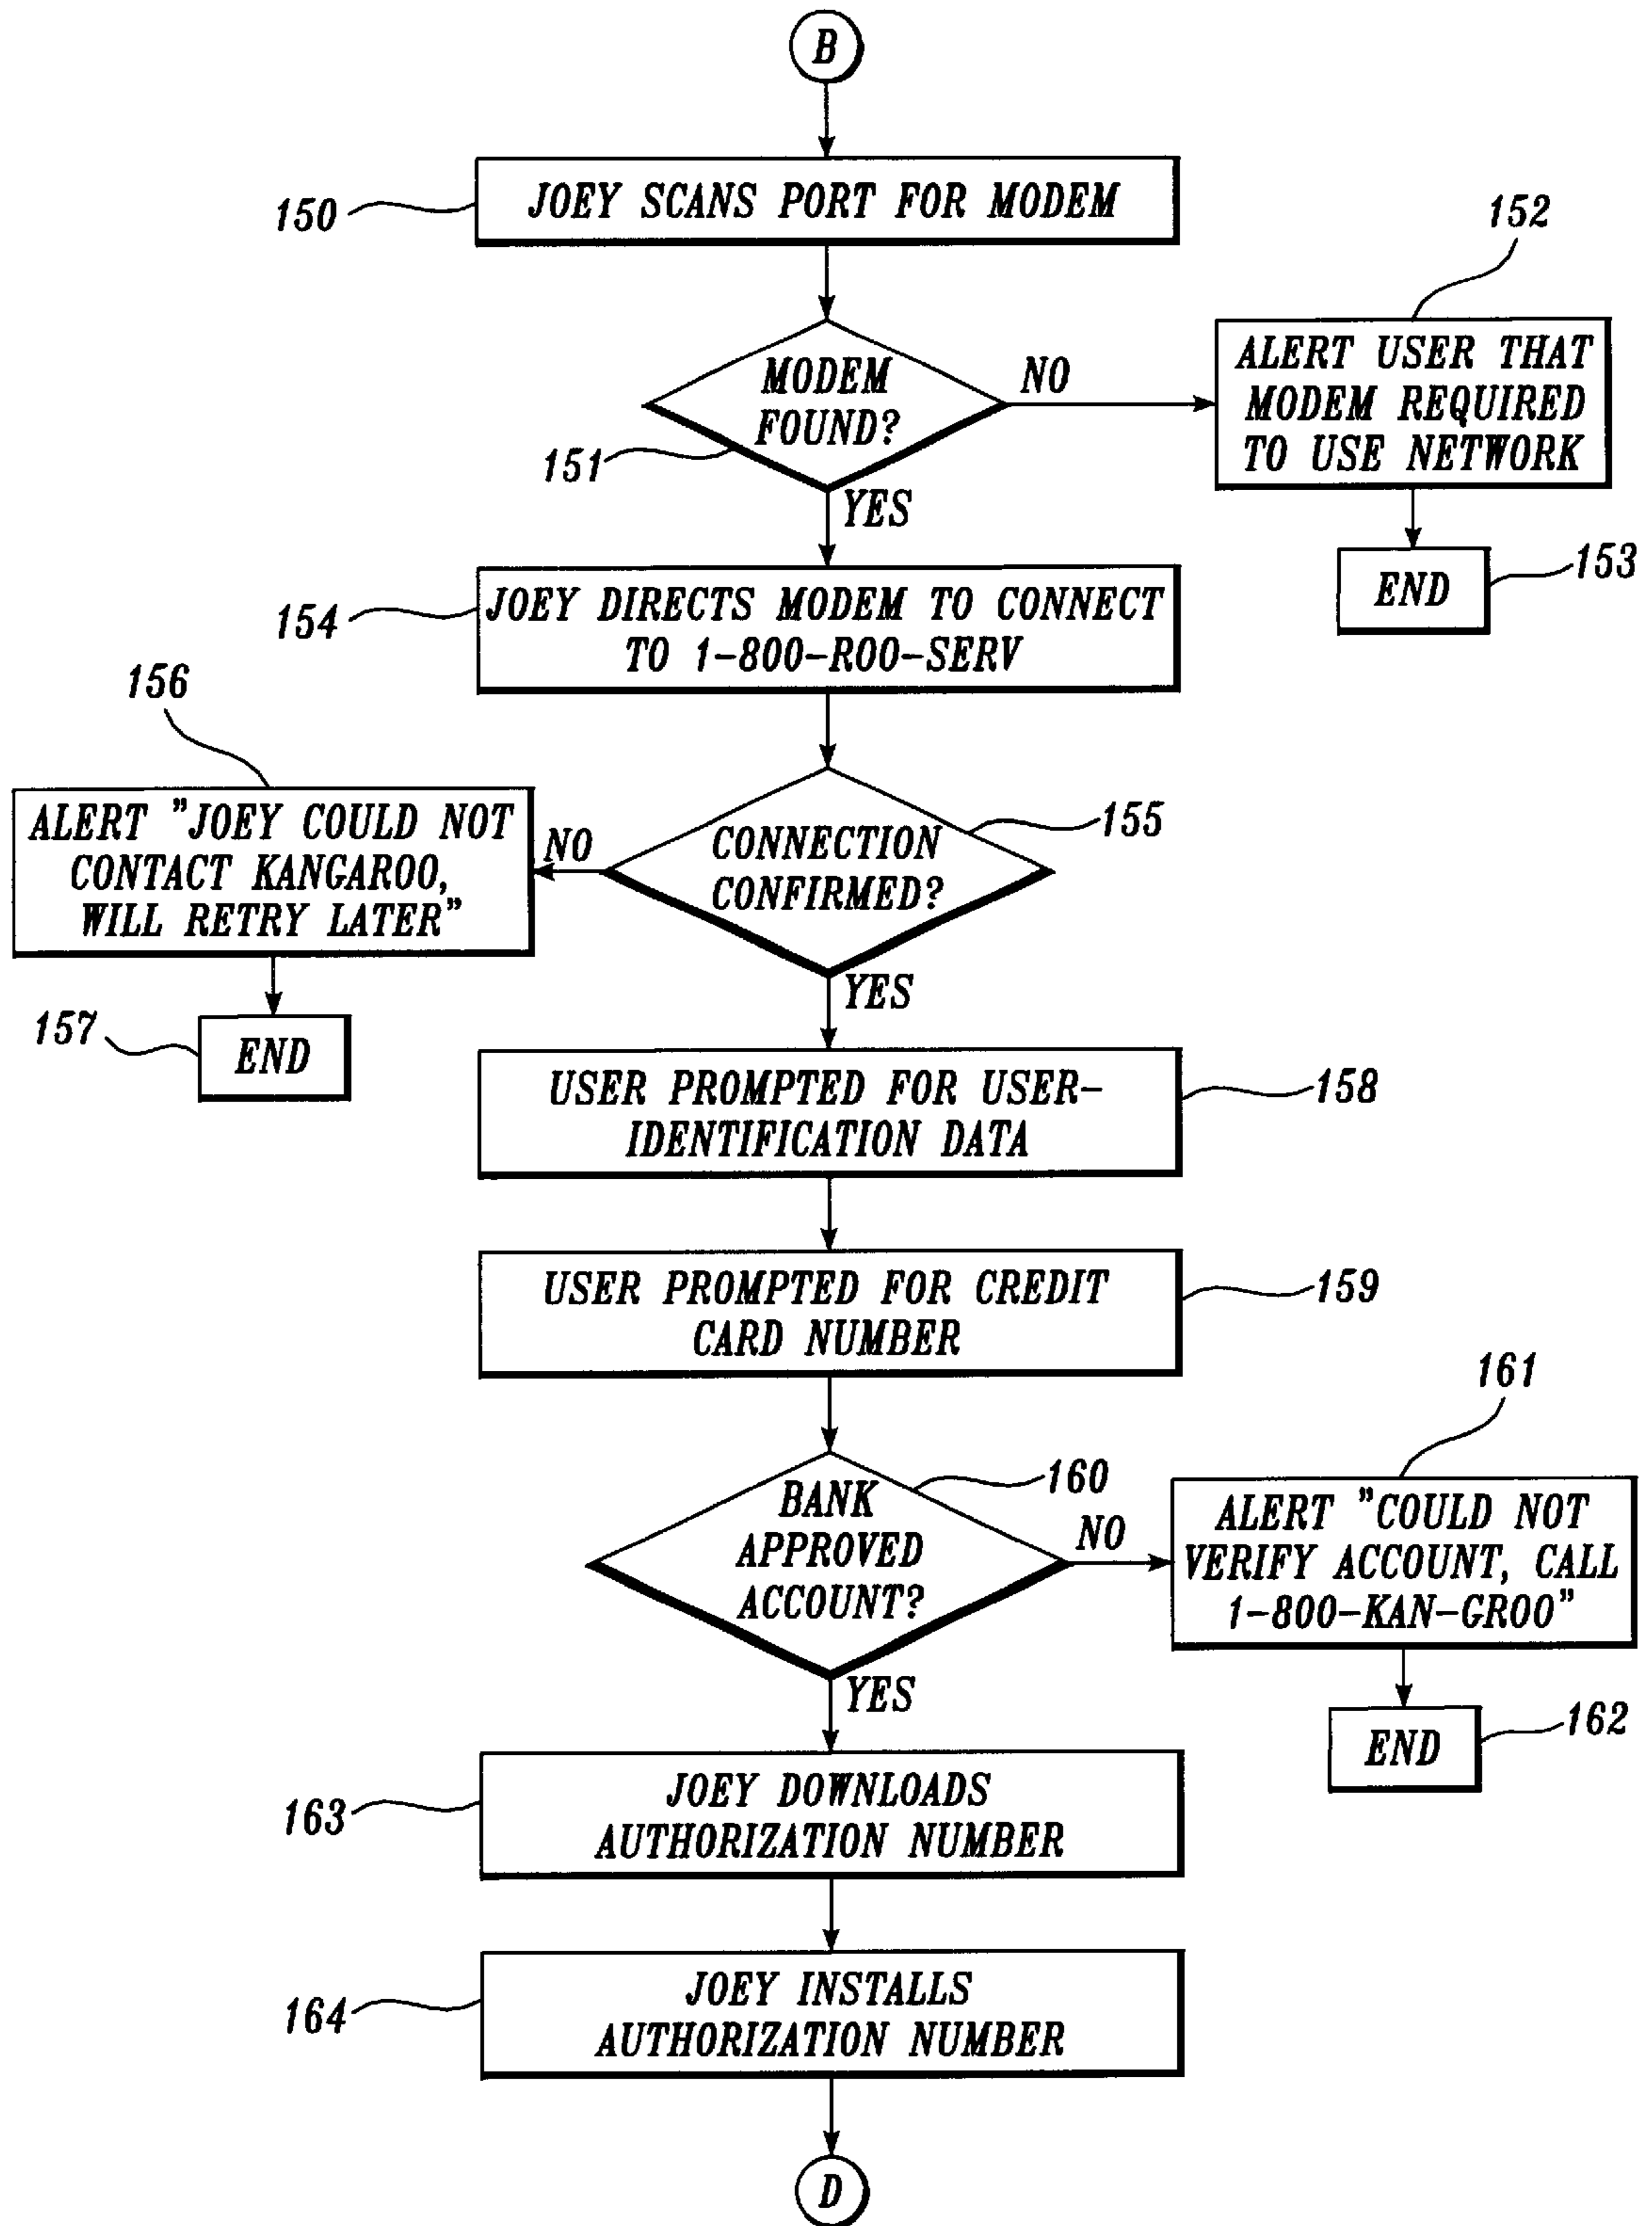 B
JOEY SCANS PORT FOR MODEM
150
152
MODEM
FOUND?
151
NO
ALERT USER THAT
MODEM REQUIRED
TO USE NETWORK
YES
END
153
154
JOEY DIRECTS MODEM TO CONNECT
TO 1-800-ROO-SERV
156
ALERT "JOEY COULD NOT
CONTACT KANGAROO,
WILL RETRY LATER"
NO
CONNECTION
CONFIRMED?
155
YES
157
END
USER PROMPTED FOR USER-
IDENTIFICATION DATA
158
USER PROMPTED FOR CREDIT
CARD NUMBER
159
161
BANK
APPROVED
ACCOUNT?
160
NO
ALERT "COULD NOT
VERIFY ACCOUNT, CALL
1-800-KAN-GROO"
YES
END
162
163
JOEY DOWNLOADS
AUTHORIZATION NUMBER
164
JOEY INSTALLS
AUTHORIZATION NUMBER
D